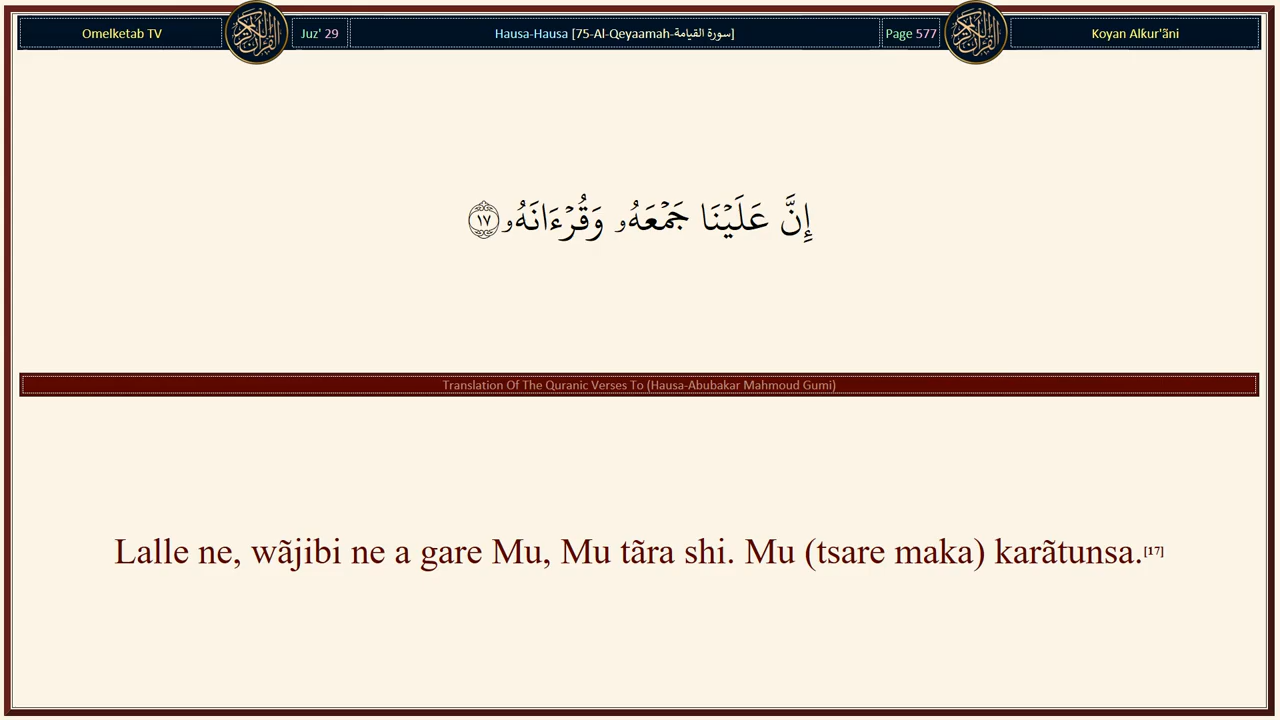 Omelketab TV
Juz' 29
Hausa-Hausa [75-Al-Qeyaamah-سورة القيامة]
Page 577
Koyan Alƙur'ãni
إِنَّ عَلَيۡنَا جَمۡعَهُۥ وَقُرۡءَانَهُۥ ١٧
Translation Of The Quranic Verses To (Hausa-Abubakar Mahmoud Gumi)
Lalle ne, wãjibi ne a gare Mu, Mu tãra shi. Mu (tsare maka) karãtunsa.[17]